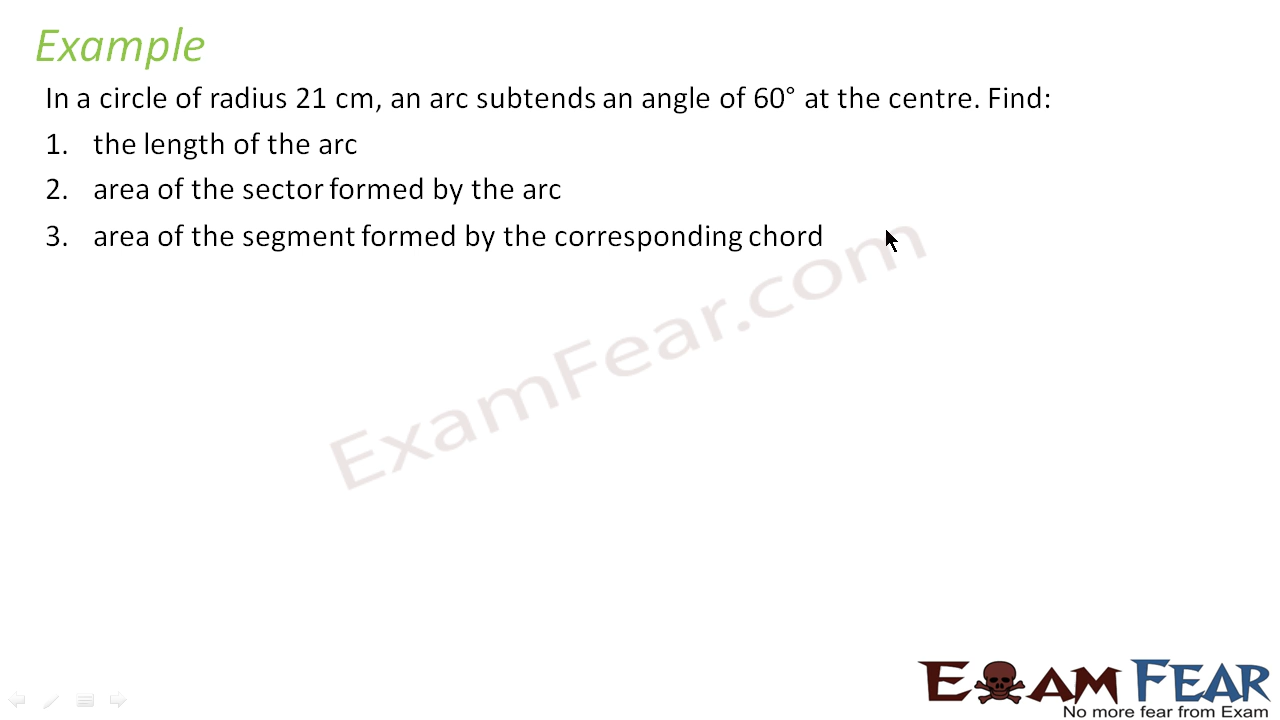 Example
In a circle of radius 21 cm, an arc subtends an angle of 60° at the centre. Find:
1. the length of the arc
2. area of the sector formed by the arc
3. area of the segment formed by the corresponding chord
ExamFear.com
EXAM FEAR
No more fear from Exam